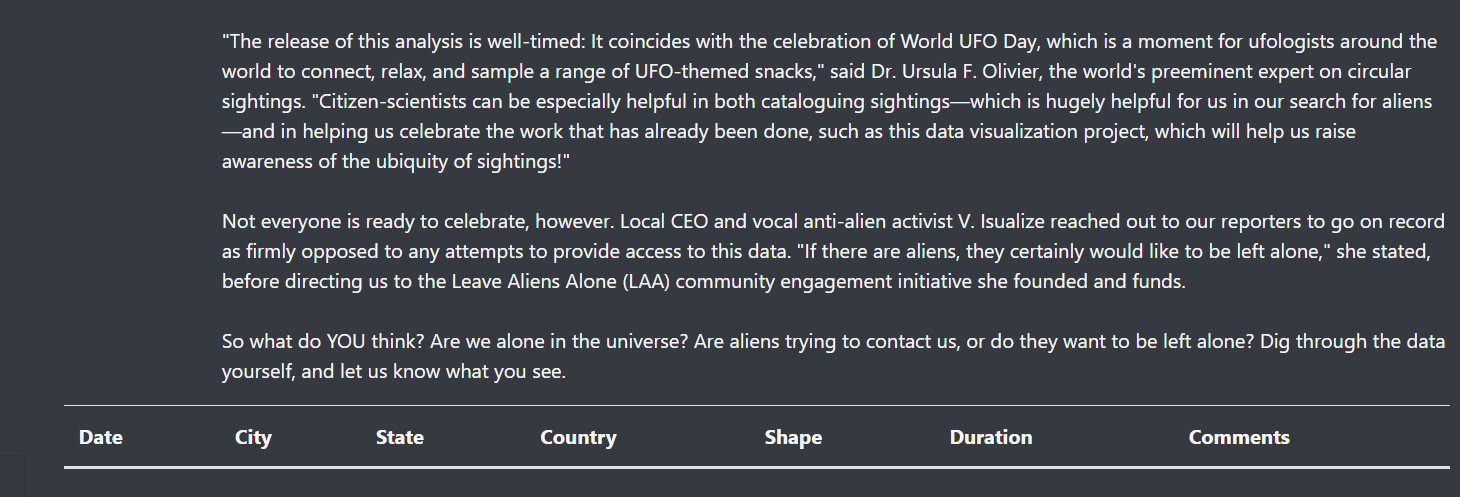 "The release of this analysis is well-timed: It coincides with the celebration of World UFO Day, which is a moment for ufologists around the
world to connect, relax, and sample a range of UFO-themed snacks," said Dr. Ursula F. Olivier, the world's preeminent expert on circular
sightings. "Citizen-scientists can be especially helpful in both cataloguing sightings—which is hugely helpful for us in our search for aliens
—and in helping us celebrate the work that has already been done, such as this data visualization project, which will help us raise
awareness of the ubiquity of sightings!"
Not everyone is ready to celebrate, however. Local CEO and vocal anti-alien activist V. Isualize reached out to our reporters to go on record
as firmly opposed to any attempts to provide access to this data. "If there are aliens, they certainly would like to be left alone," she stated,
before directing us to the Leave Aliens Alone (LAA) community engagement initiative she founded and funds.
So what do YOU think? Are we alone in the universe? Are aliens trying to contact us, or do they want to be left alone? Dig through the data
yourself, and let us know what you see.
Date City State Country Shape Duration Comments